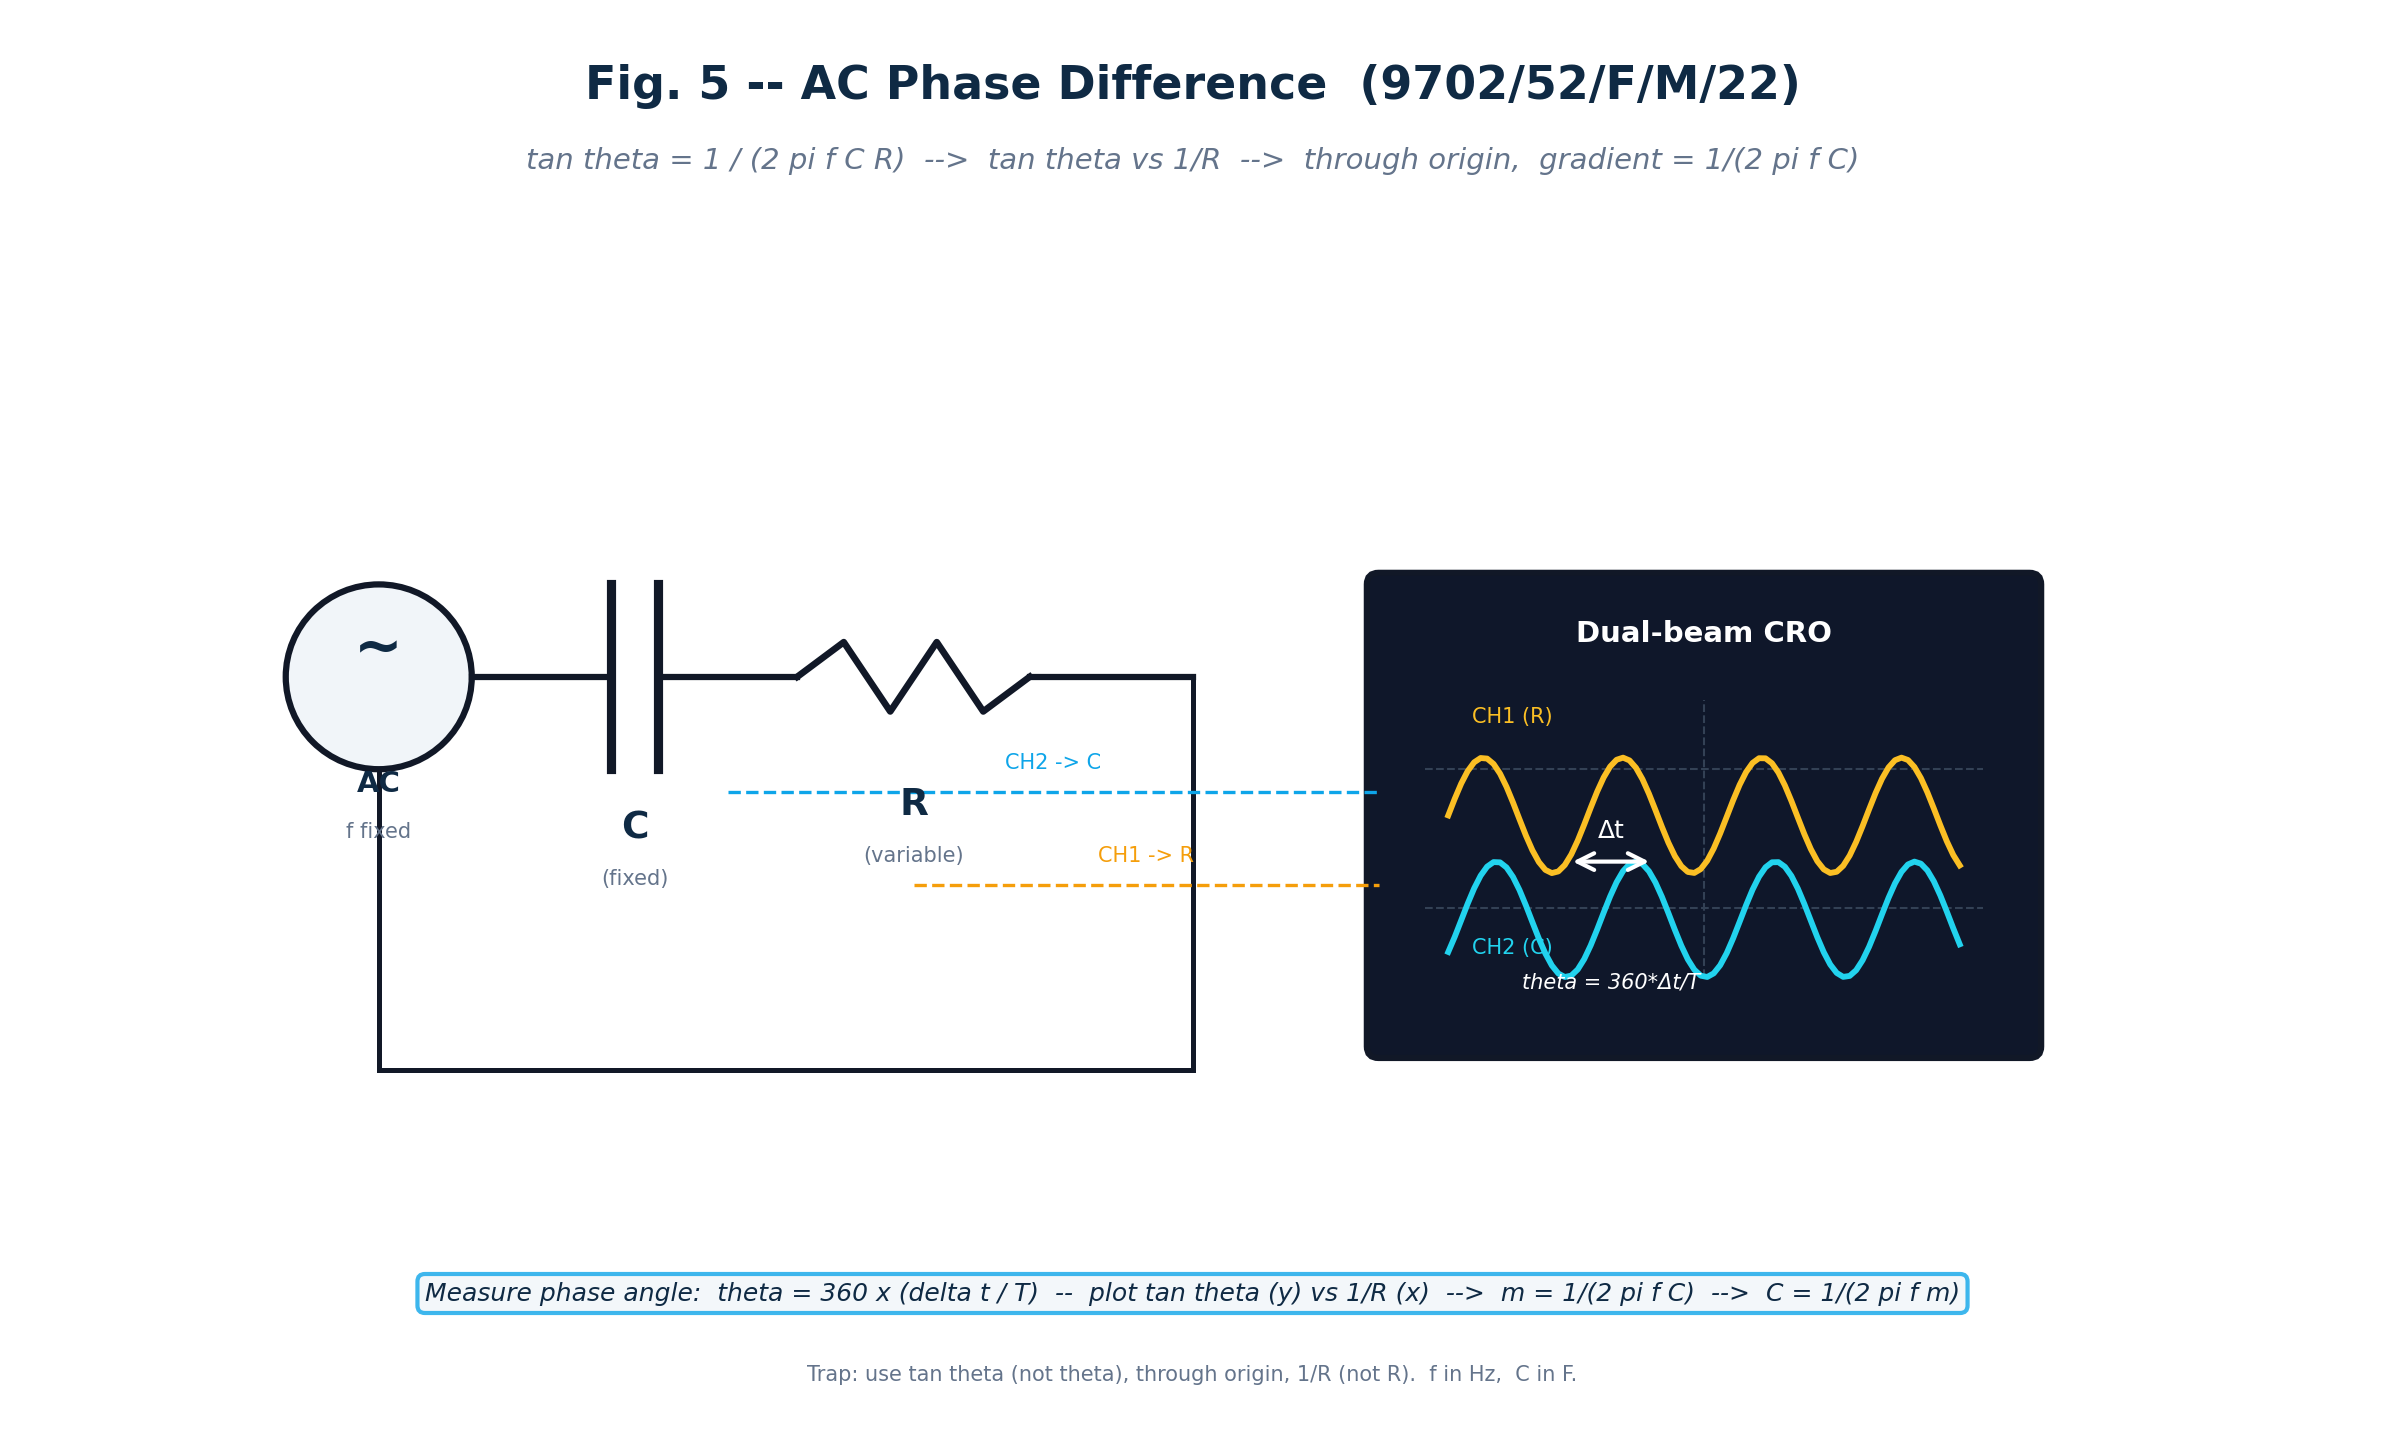 Fig. 5 -- AC Phase Difference  (9702/52/F/M/22)
tan theta = 1 / (2 pi f C R)  -->  tan theta vs 1/R  -->  through origin,  gradient = 1/(2 pi f C)
~
AC
f fixed
C
(fixed)
R
(variable)
CH2 -> C
CH1 -> R
Dual-beam CRO
CH1 (R)
Δt
CH2 (C)
theta = 360*Δt/T
Measure phase angle:  theta = 360 x (delta t / T)  --  plot tan theta (y) vs 1/R (x)  -->  m = 1/(2 pi f C)  -->  C = 1/(2 pi f m)
Trap: use tan theta (not theta), through origin, 1/R (not R).  f in Hz,  C in F.